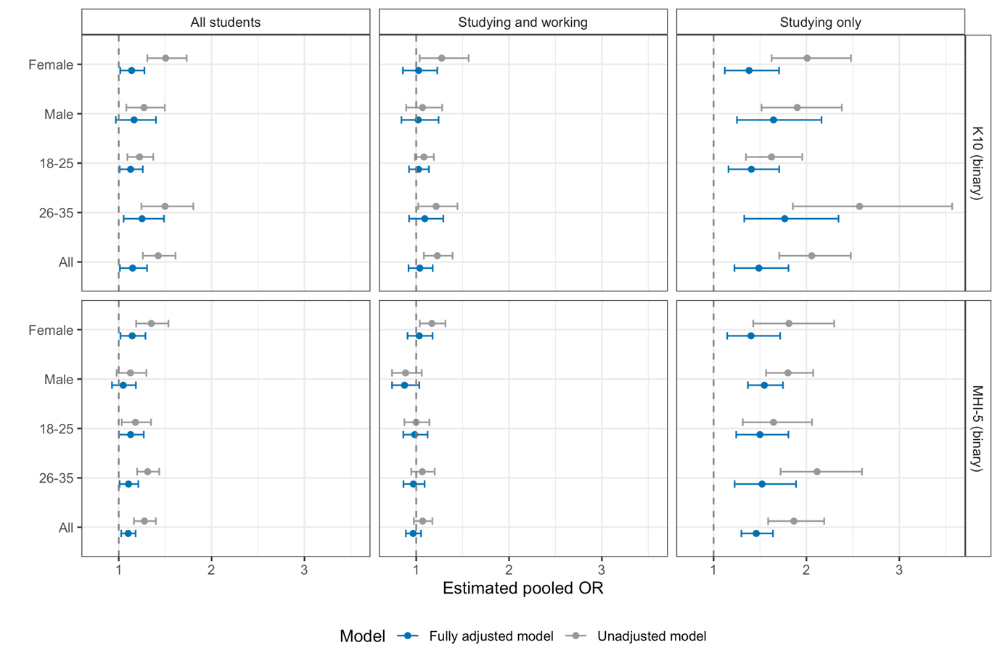 All students
Studying and working
Studying only
Female
Male
18-25
26-35
All
K10 (binary)
Female
Male
18-25
26-35
All
MHI-5 (binary)
1 2 3
1 2 3
1 2 3
Estimated pooled OR
Model Fully adjusted model Unadjusted model